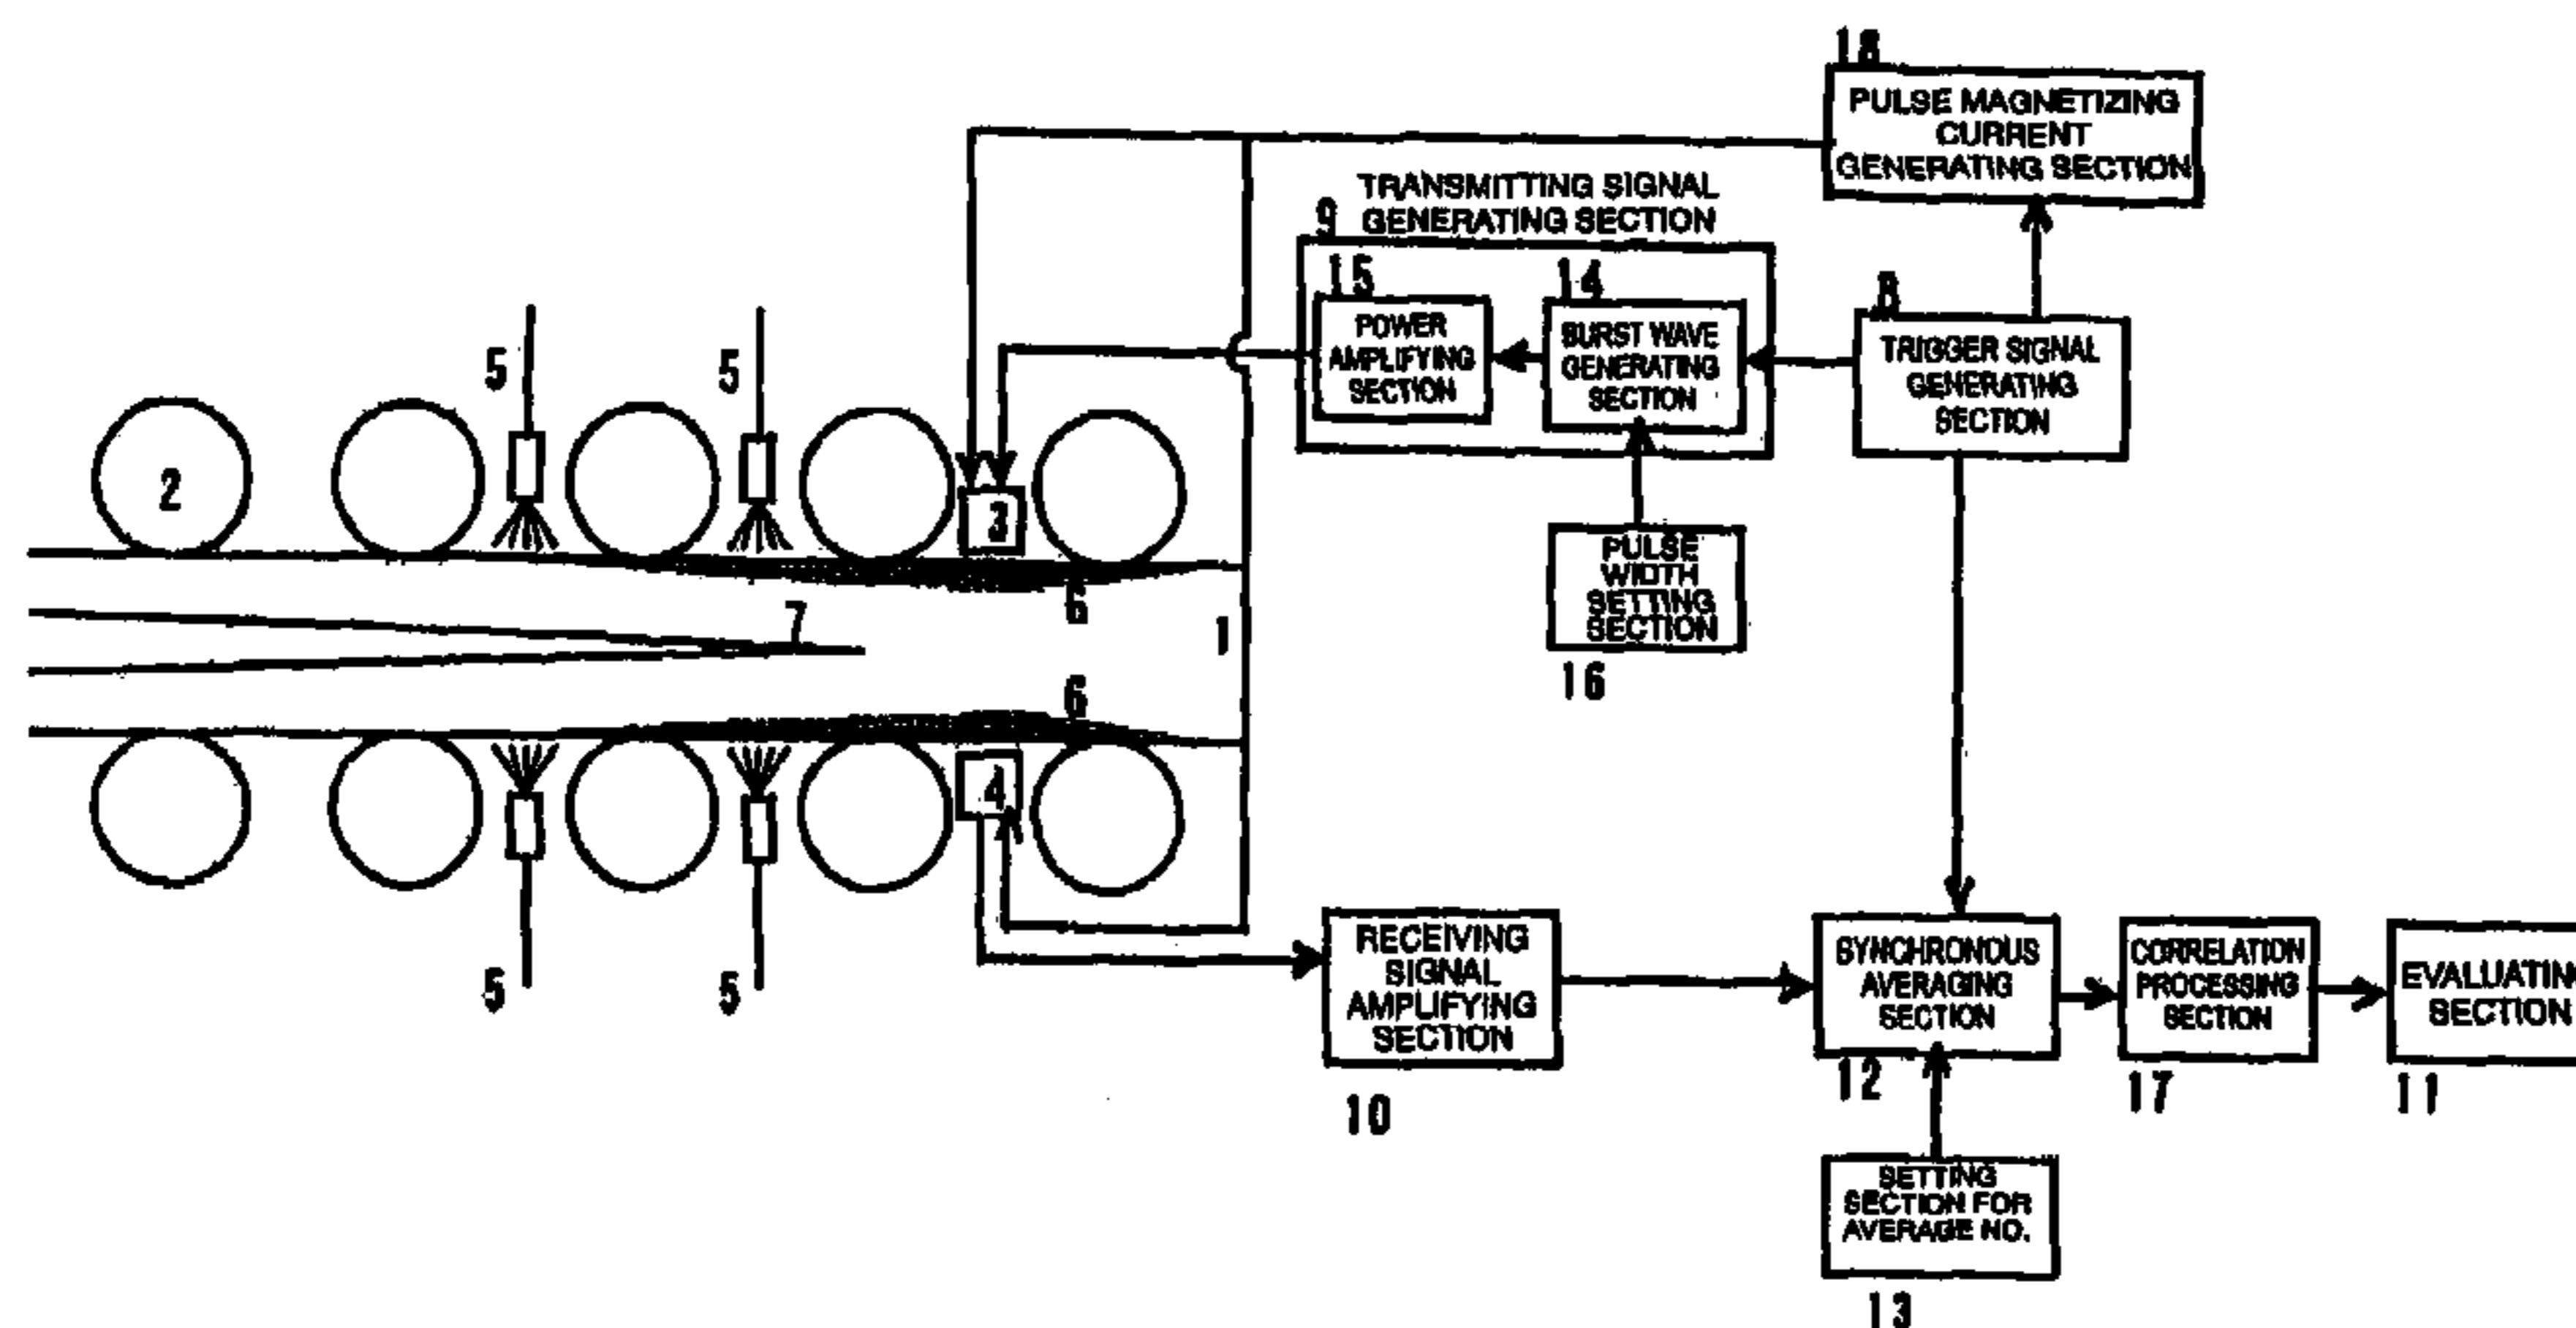 18
PULSE MAGNETIZING
CURRENT
GENERATING SECTION
TRANSMITTING SIGNAL
GENERATING SECTION
9
15
POWER
AMPLIFYING
SECTION
14
BURST WAVE
GENERATING
SECTION
8
TRIGGER SIGNAL
GENERATING
SECTION
5
5
2
3
PULSE
WIDTH
SETTING
SECTION
16
6
7
1
6
4
5
5
RECEIVING
SIGNAL
AMPLIFYING
SECTION
10
SYNCHRONOUS
AVERAGING
SECTION
12
CORRELATION
PROCESSING
SECTION
17
EVALUATING
SECTION
11
SETTING
SECTION FOR
AVERAGE NO.
13